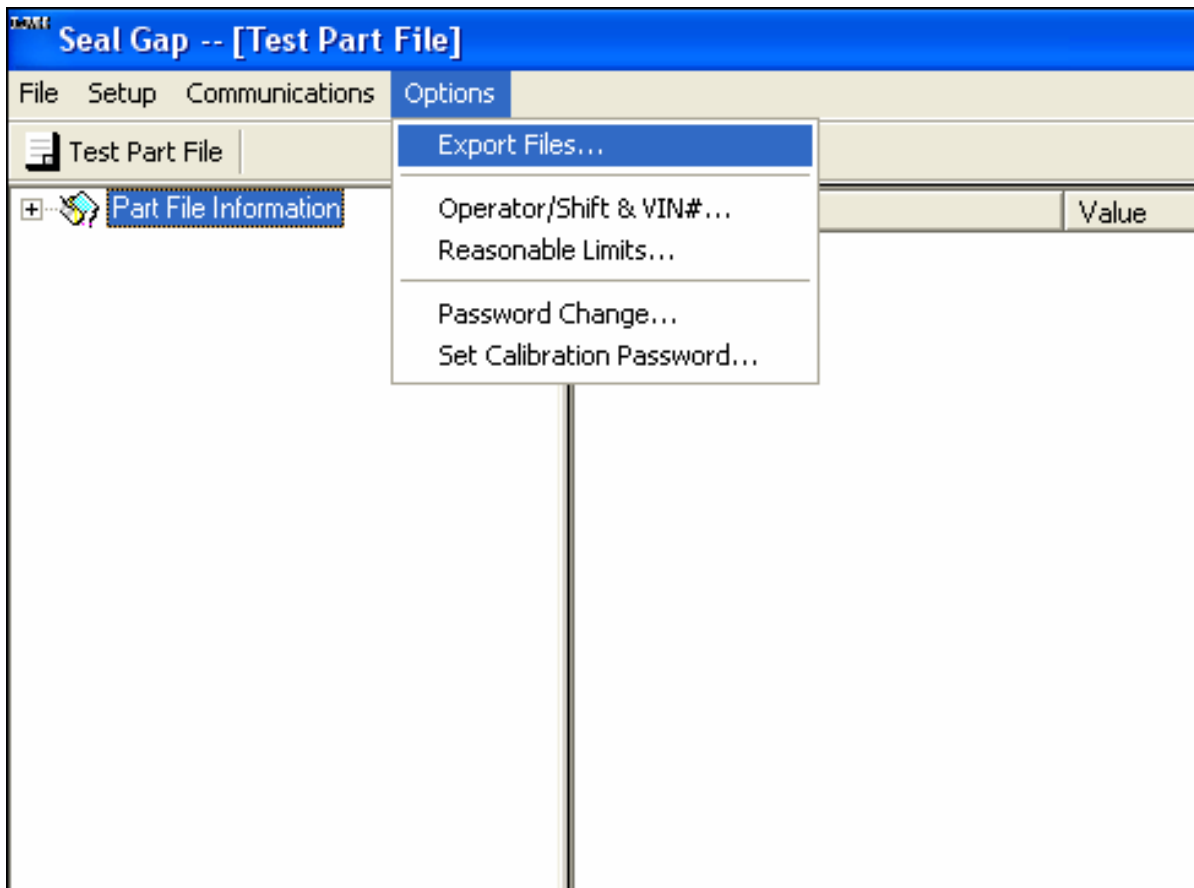 Seal Gap -- [Test Part File]
File Setup Communications Options
Test Part File
Export Files...
Operator/Shift & VIN#...
Reasonable Limits...
Password Change...
Set Calibration Password...
Part File Information
Value